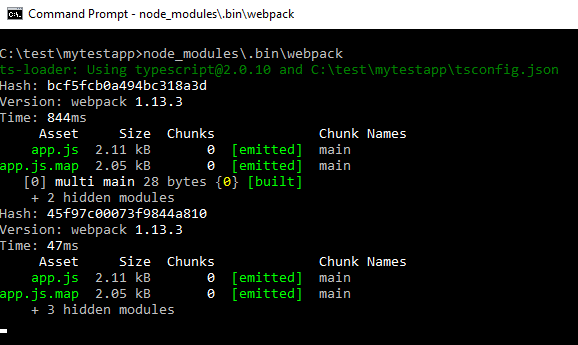 Command Prompt - node_modules\.bin\webpack
C:\test\mytestapp>node_modules\.bin\webpack
ts-loader: Using typescript@2.0.10 and C:\test\mytestapp\tsconfig.json
Hash: bcf5fcb0a494bc318a3d
Version: webpack 1.13.3
Time: 844ms
Asset Size Chunks Chunk Names
app.js 2.11 kB 0 [emitted] main
app.js.map 2.05 kB 0 [emitted] main
[0] multi main 28 bytes {0} [built]
+ 2 hidden modules
Hash: 45f97c00073f9844a810
Version: webpack 1.13.3
Time: 47ms
Asset Size Chunks Chunk Names
app.js 2.11 kB 0 [emitted] main
app.js.map 2.05 kB 0 [emitted] main
+ 3 hidden modules